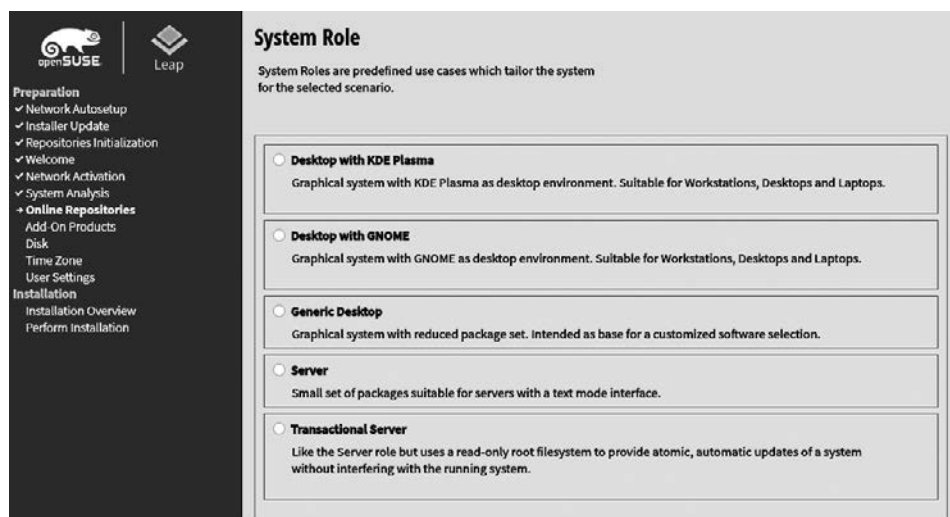 openSUSE
Leap
Preparation
✓ Network Autosetup
✓ Installer Update
✓ Repositories Initialization
✓ Welcome
✓ Network Activation
✓ System Analysis
→ Online Repositories
Add-On Products
Disk
Time Zone
User Settings
Installation
Installation Overview
Perform Installation
System Role
System Roles are predefined use cases which tailor the system
for the selected scenario.
Desktop with KDE Plasma
Graphical system with KDE Plasma as desktop environment. Suitable for Workstations, Desktops and Laptops.
Desktop with GNOME
Graphical system with GNOME as desktop environment. Suitable for Workstations, Desktops and Laptops.
Generic Desktop
Graphical system with reduced package set. Intended as base for a customized software selection.
Server
Small set of packages suitable for servers with a text mode interface.
Transactional Server
Like the Server role but uses a read-only root filesystem to provide atomic, automatic updates of a system
without interfering with the running system.